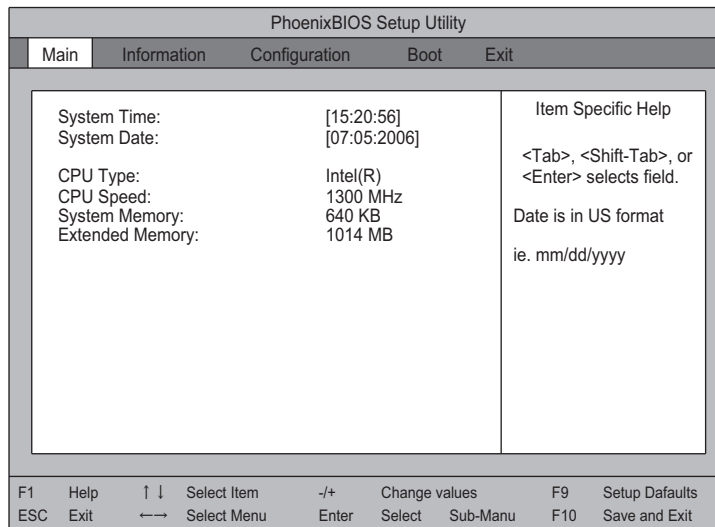 PhoenixBIOS Setup Utility
Main Information Configuration Boot Exit
System Time: [15:20:56]
System Date: [07:05:2006]
CPU Type: Intel(R)
CPU Speed: 1300 MHz
System Memory: 640 KB
Extended Memory: 1014 MB
Item Specific Help
<Tab>, <Shift-Tab>, or
<Enter> selects field.
Date is in US format
ie. mm/dd/yyyy
F1 Help ↑↓ Select Item -/+ Change values F9 Setup Dafaults
ESC Exit ←→ Select Menu Enter Select Sub-Manu F10 Save and Exit